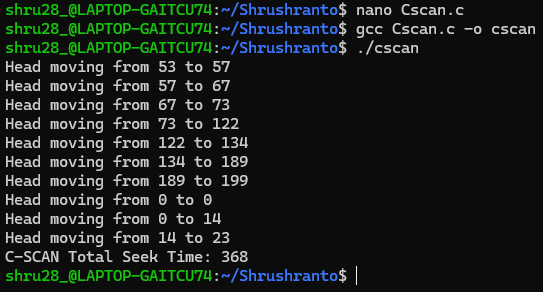 shru28_@LAPTOP-GAITCU74:~/Shrushranto$ nano Cscan.c
shru28_@LAPTOP-GAITCU74:~/Shrushranto$ gcc Cscan.c -o cscan
shru28_@LAPTOP-GAITCU74:~/Shrushranto$ ./cscan
Head moving from 53 to 57
Head moving from 57 to 67
Head moving from 67 to 73
Head moving from 73 to 122
Head moving from 122 to 134
Head moving from 134 to 189
Head moving from 189 to 199
Head moving from 0 to 0
Head moving from 0 to 14
Head moving from 14 to 23
C-SCAN Total Seek Time: 368
shru28_@LAPTOP-GAITCU74:~/Shrushranto$